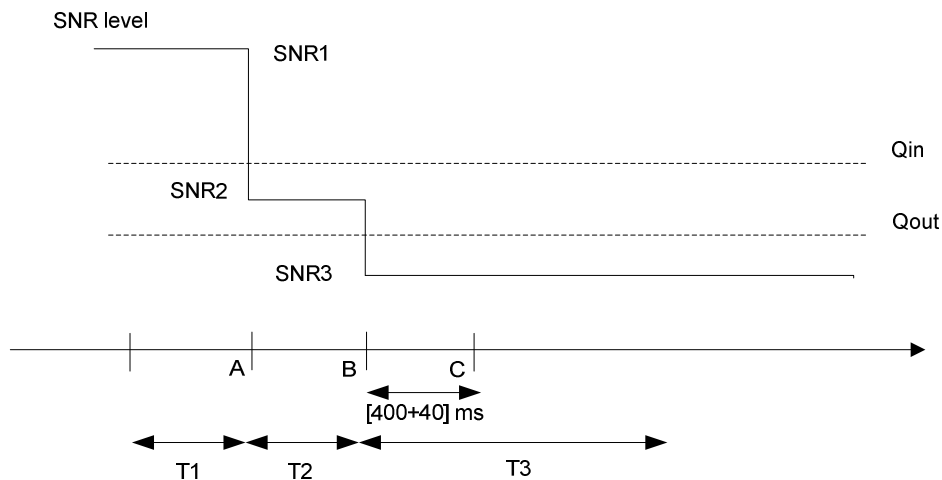 SNR level
SNR1
Qin
SNR2
Qout
SNR3
A
B
C
[400+40] ms
T1
T2
T3